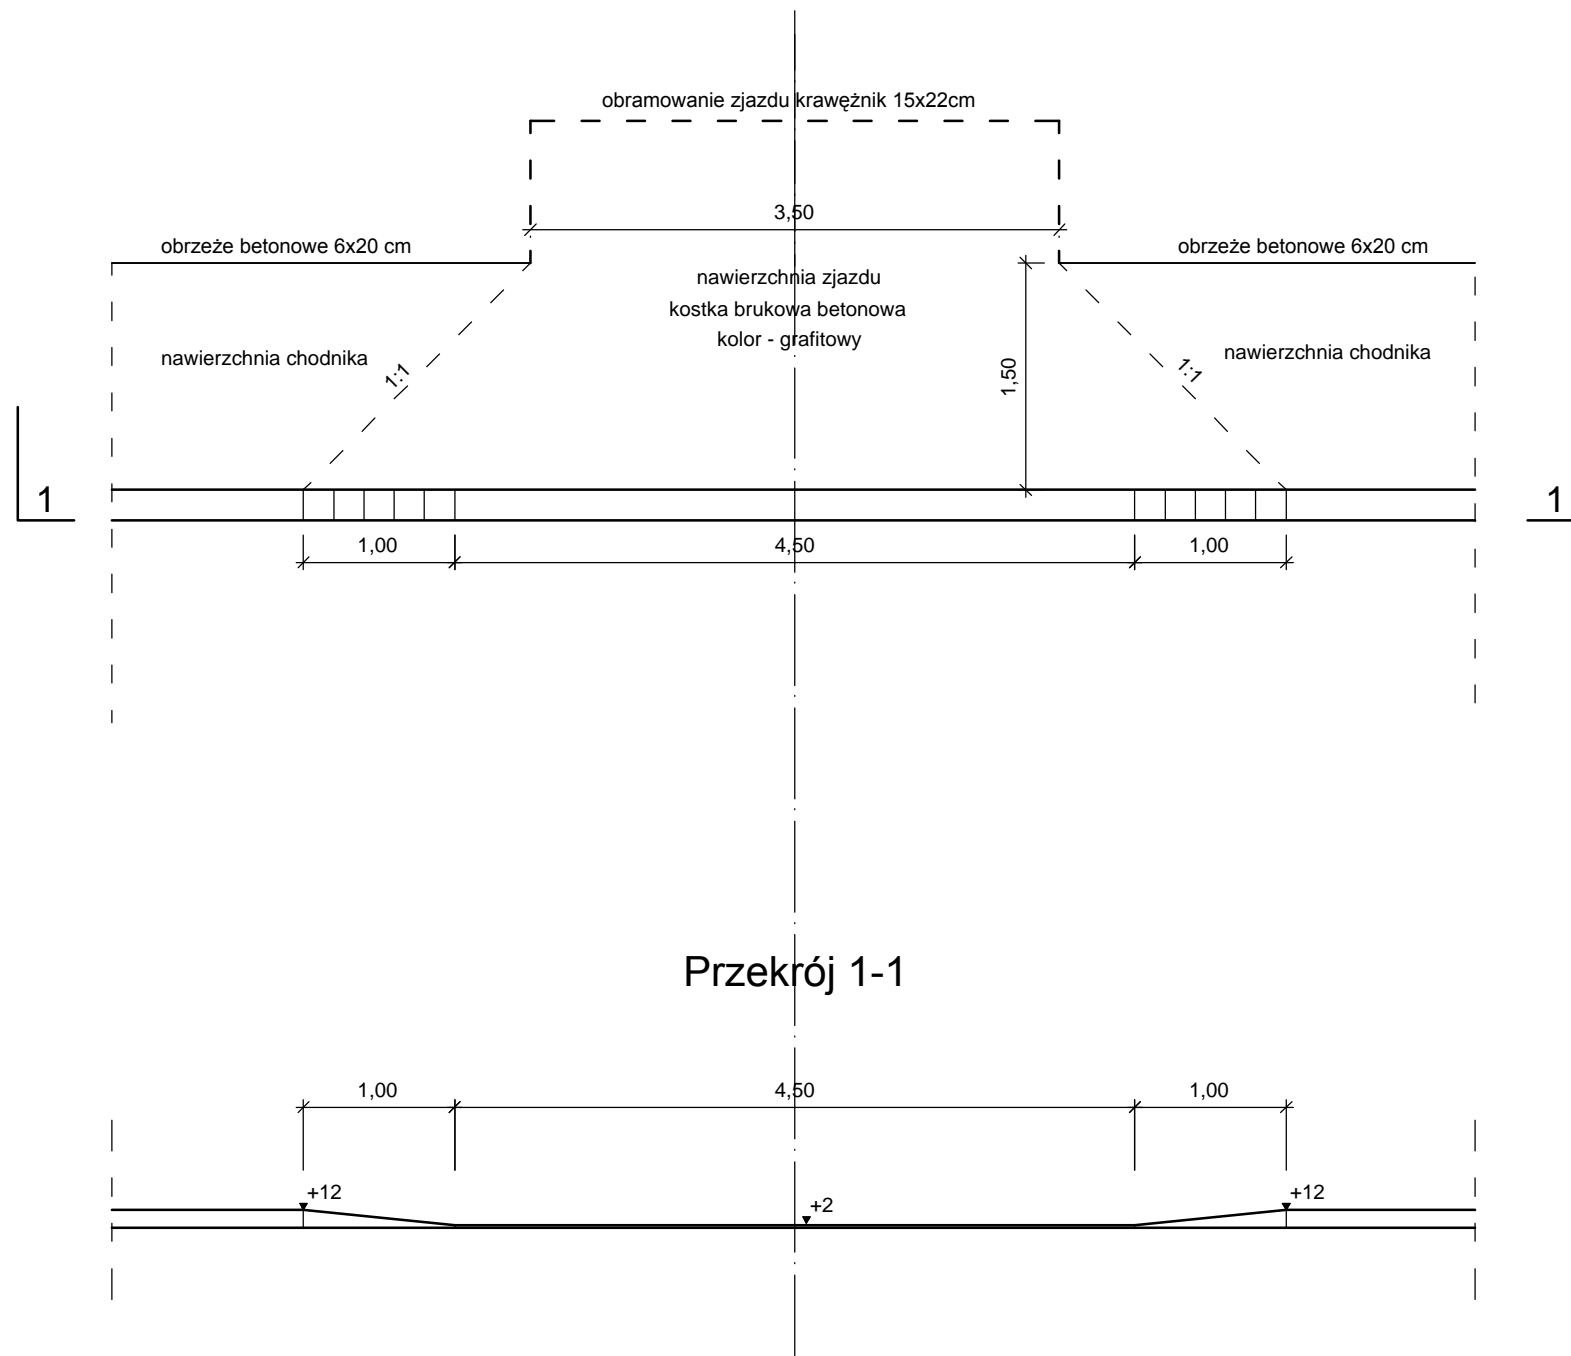 obramowanie zjazdu krawężnik 15x22cm
3,50
obrzeże betonowe 6x20 cm
obrzeże betonowe 6x20 cm
nawierzchnia zjazdu
kostka brukowa betonowa
kolor - grafitowy
nawierzchnia chodnika
1:1
1,50
1:1
nawierzchnia chodnika
1
1
1,00
4,50
1,00
Przekrój 1-1
1,00
4,50
1,00
+12
+2
+12